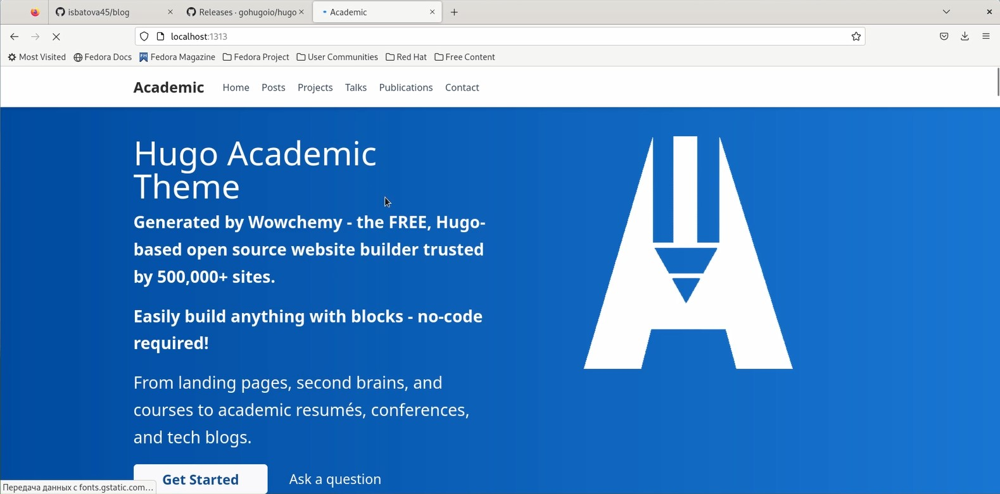 isbatova45/blog
Releases · gohugoio/hugo
Academic
localhost:1313
Most Visited
Fedora Docs
Fedora Magazine
Fedora Project
User Communities
Red Hat
Free Content
Academic
Home
Posts
Projects
Talks
Publications
Contact
Hugo Academic
Theme
Generated by Wowchemy - the FREE, Hugo-
based open source website builder trusted
by 500,000+ sites.
Easily build anything with blocks - no-code
required!
From landing pages, second brains, and
courses to academic resumés, conferences,
and tech blogs.
Get Started
Ask a question
Передача данных с fonts.gstatic.com…